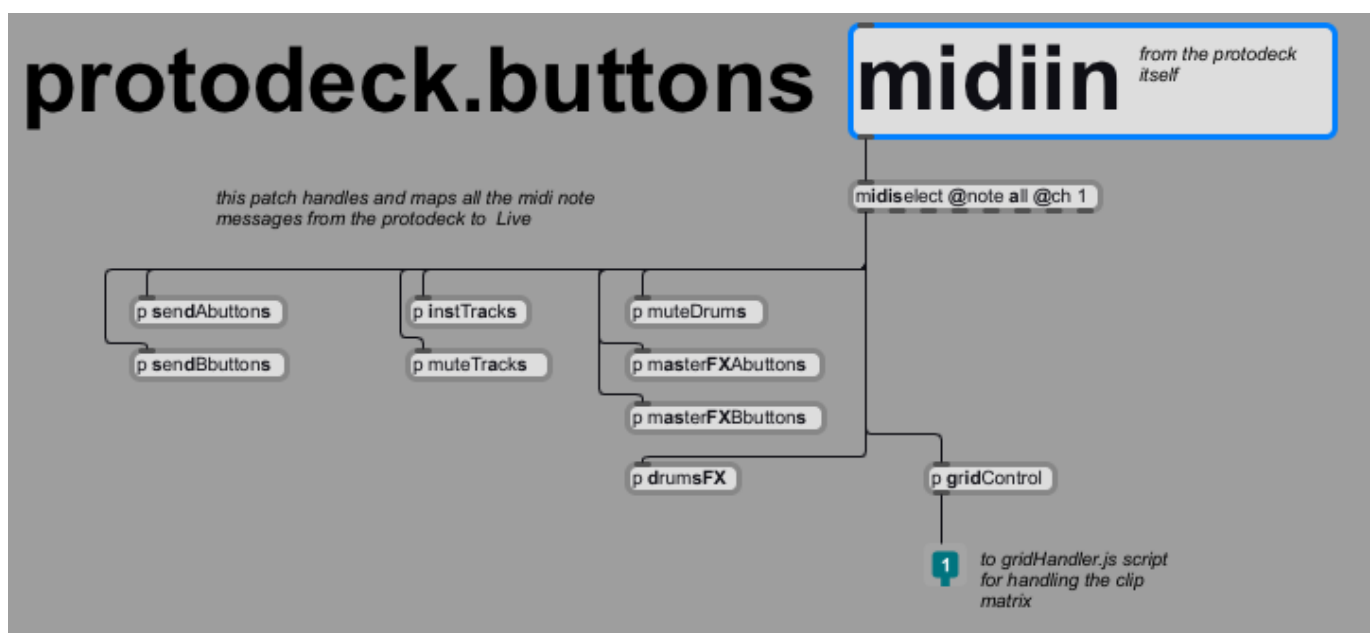 protodeck.buttons
midiin
from the protodeck
itself
midiselect @note all @ch 1
this patch handles and maps all the midi note
messages from the protodeck to Live
p sendAbuttons
p instTracks
p muteDrums
p sendBbuttons
p muteTracks
p masterFXAbuttons
p masterFXBbuttons
p drumsFX
p gridControl
1
to gridHandler.js script
for handling the clip
matrix